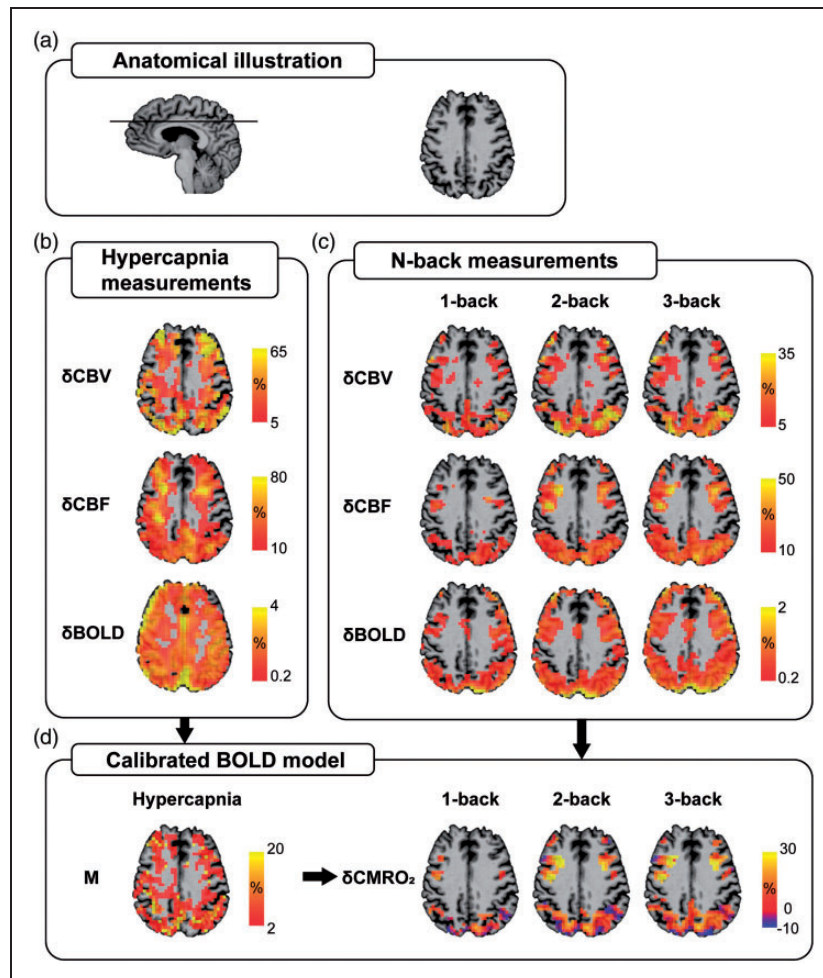 (a)
Anatomical illustration
(b)
Hypercapnia
measurements
δCBV
65
%
5
δCBF
80
%
10
δBOLD
4
%
0.2
(c)
N-back measurements
1-back 2-back 3-back
δCBV
35
%
5
δCBF
50
%
10
δBOLD
2
%
0.2
(d)
Calibrated BOLD model
Hypercapnia
M
20
%
2
1-back 2-back 3-back
δCMRO₂
30
%
0
-10